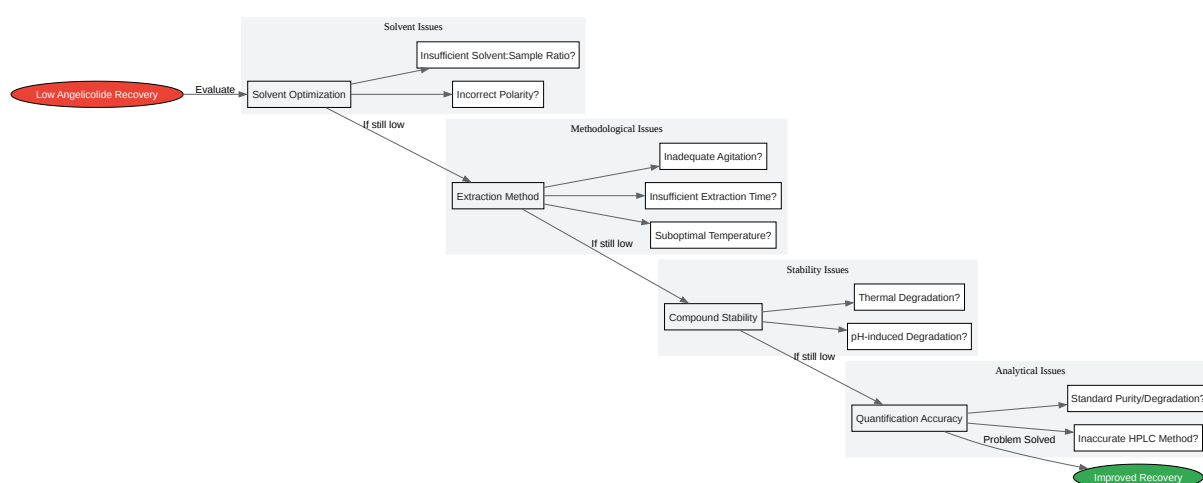 Solvent Issues
Insufficient Solvent:Sample Ratio?
Low Angelicolide Recovery
Evaluate
Solvent Optimization
Incorrect Polarity?
If still low
Methodological Issues
Inadequate Agitation?
Extraction Method
Insufficient Extraction Time?
Suboptimal Temperature?
If still low
Stability Issues
Thermal Degradation?
Compound Stability
pH-induced Degradation?
If still low
Analytical Issues
Standard Purity/Degradation?
Quantification Accuracy
Inaccurate HPLC Method?
Problem Solved
Improved Recovery